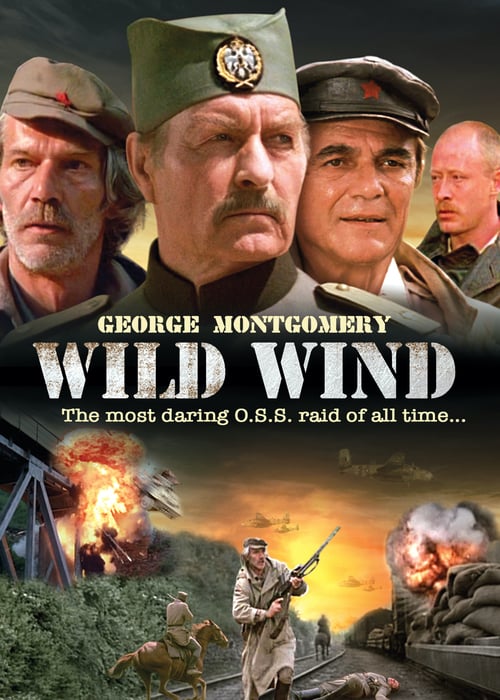 GEORGE MONTGOMERY
WILD WIND
The most daring O.S.S. raid of all time...